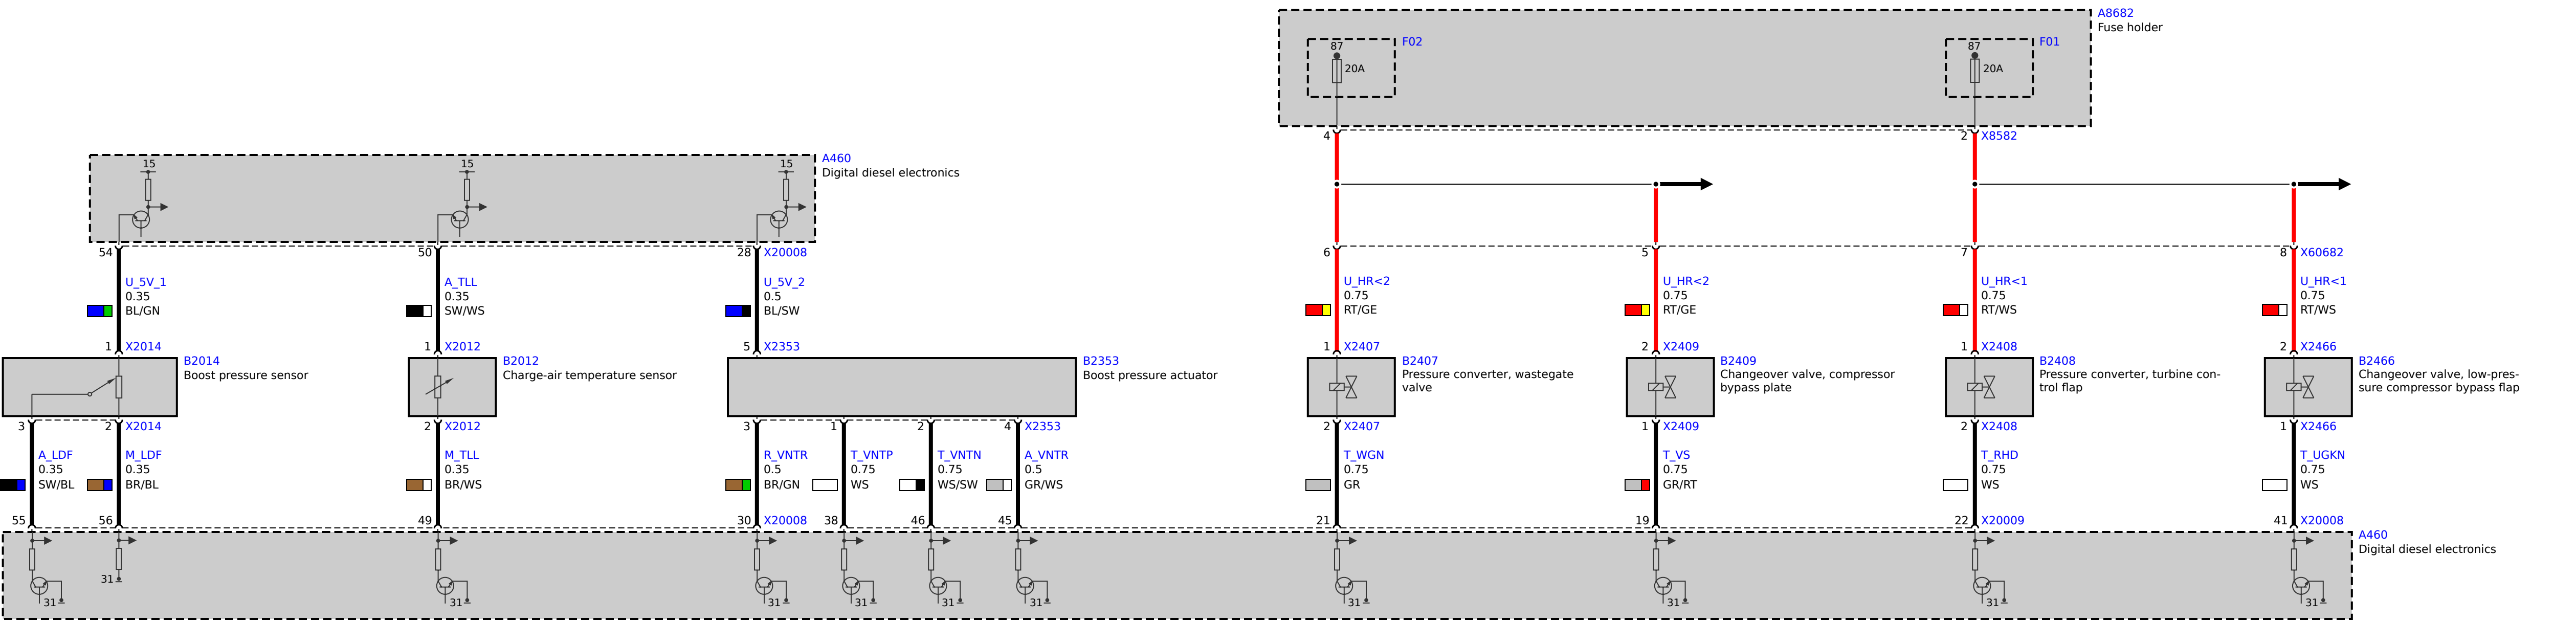 A8682
Fuse holder
87
F02
20A
87
F01
20A
4
2
X8582
15
15
15
A460
Digital diesel electronics
54
50
28
X20008
6
5
7
8
X60682
U_5V_1
0.35
BL/GN
A_TLL
0.35
SW/WS
U_5V_2
0.5
BL/SW
U_HR<2
0.75
RT/GE
U_HR<2
0.75
RT/GE
U_HR<1
0.75
RT/WS
U_HR<1
0.75
RT/WS
1
X2014
1
X2012
5
X2353
1
X2407
2
X2409
1
X2408
2
X2466
B2014
Boost pressure sensor
B2012
Charge-air temperature sensor
B2353
Boost pressure actuator
B2407
Pressure converter, wastegate
valve
B2409
Changeover valve, compressor
bypass plate
B2408
Pressure converter, turbine con-
trol flap
B2466
Changeover valve, low-pres-
sure compressor bypass flap
3
2
X2014
2
X2012
3
1
2
4
X2353
2
X2407
1
X2409
2
X2408
1
X2466
A_LDF
0.35
SW/BL
M_LDF
0.35
BR/BL
M_TLL
0.35
BR/WS
R_VNTR
0.5
BR/GN
T_VNTP
0.75
WS
T_VNTN
0.75
WS/SW
A_VNTR
0.5
GR/WS
T_WGN
0.75
GR
T_VS
0.75
GR/RT
T_RHD
0.75
WS
T_UGKN
0.75
WS
55
56
49
30
X20008
38
46
45
21
19
22
X20009
41
X20008
A460
Digital diesel electronics
31
31
31
31
31
31
31
31
31
31
31